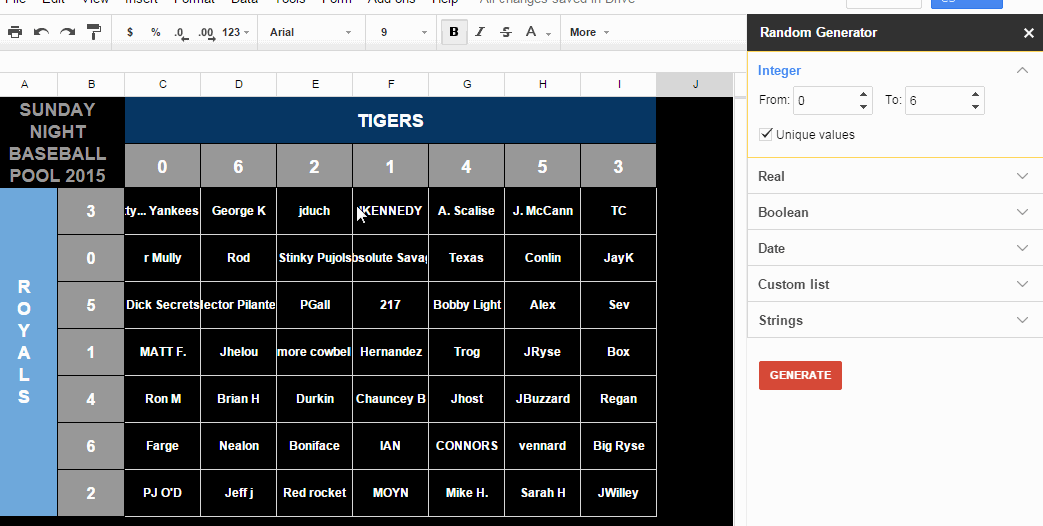 File Edit View Insert Format Data Tools Form Add-ons Help All changes saved in Drive
$ % .0 .00 123 Arial 9 B I S A More
Random Generator
Integer
From: 0 To: 6
Unique values
Real
Boolean
Date
Custom list
Strings
GENERATE
A B C D E F G H I J
SUNDAY
NIGHT
BASEBALL
POOL 2015
TIGERS
0 6 2 1 4 5 3
ROYALS
3 ty... Yankees George K jduch KENNEDY A. Scalise J. McCann TC
0 r Mully Rod Stinky Pujols bsolute Savag Texas Conlin JayK
5 Dick Secrets lector Pilante PGall 217 Bobby Light Alex Sev
1 MATT F. Jhelou more cowbell Hernandez Trog JRyse Box
4 Ron M Brian H Durkin Chauncey B Jhost JBuzzard Regan
6 Farge Nealon Boniface IAN CONNORS vennard Big Ryse
2 PJ O'D Jeff j Red rocket MOYN Mike H. Sarah H JWilley